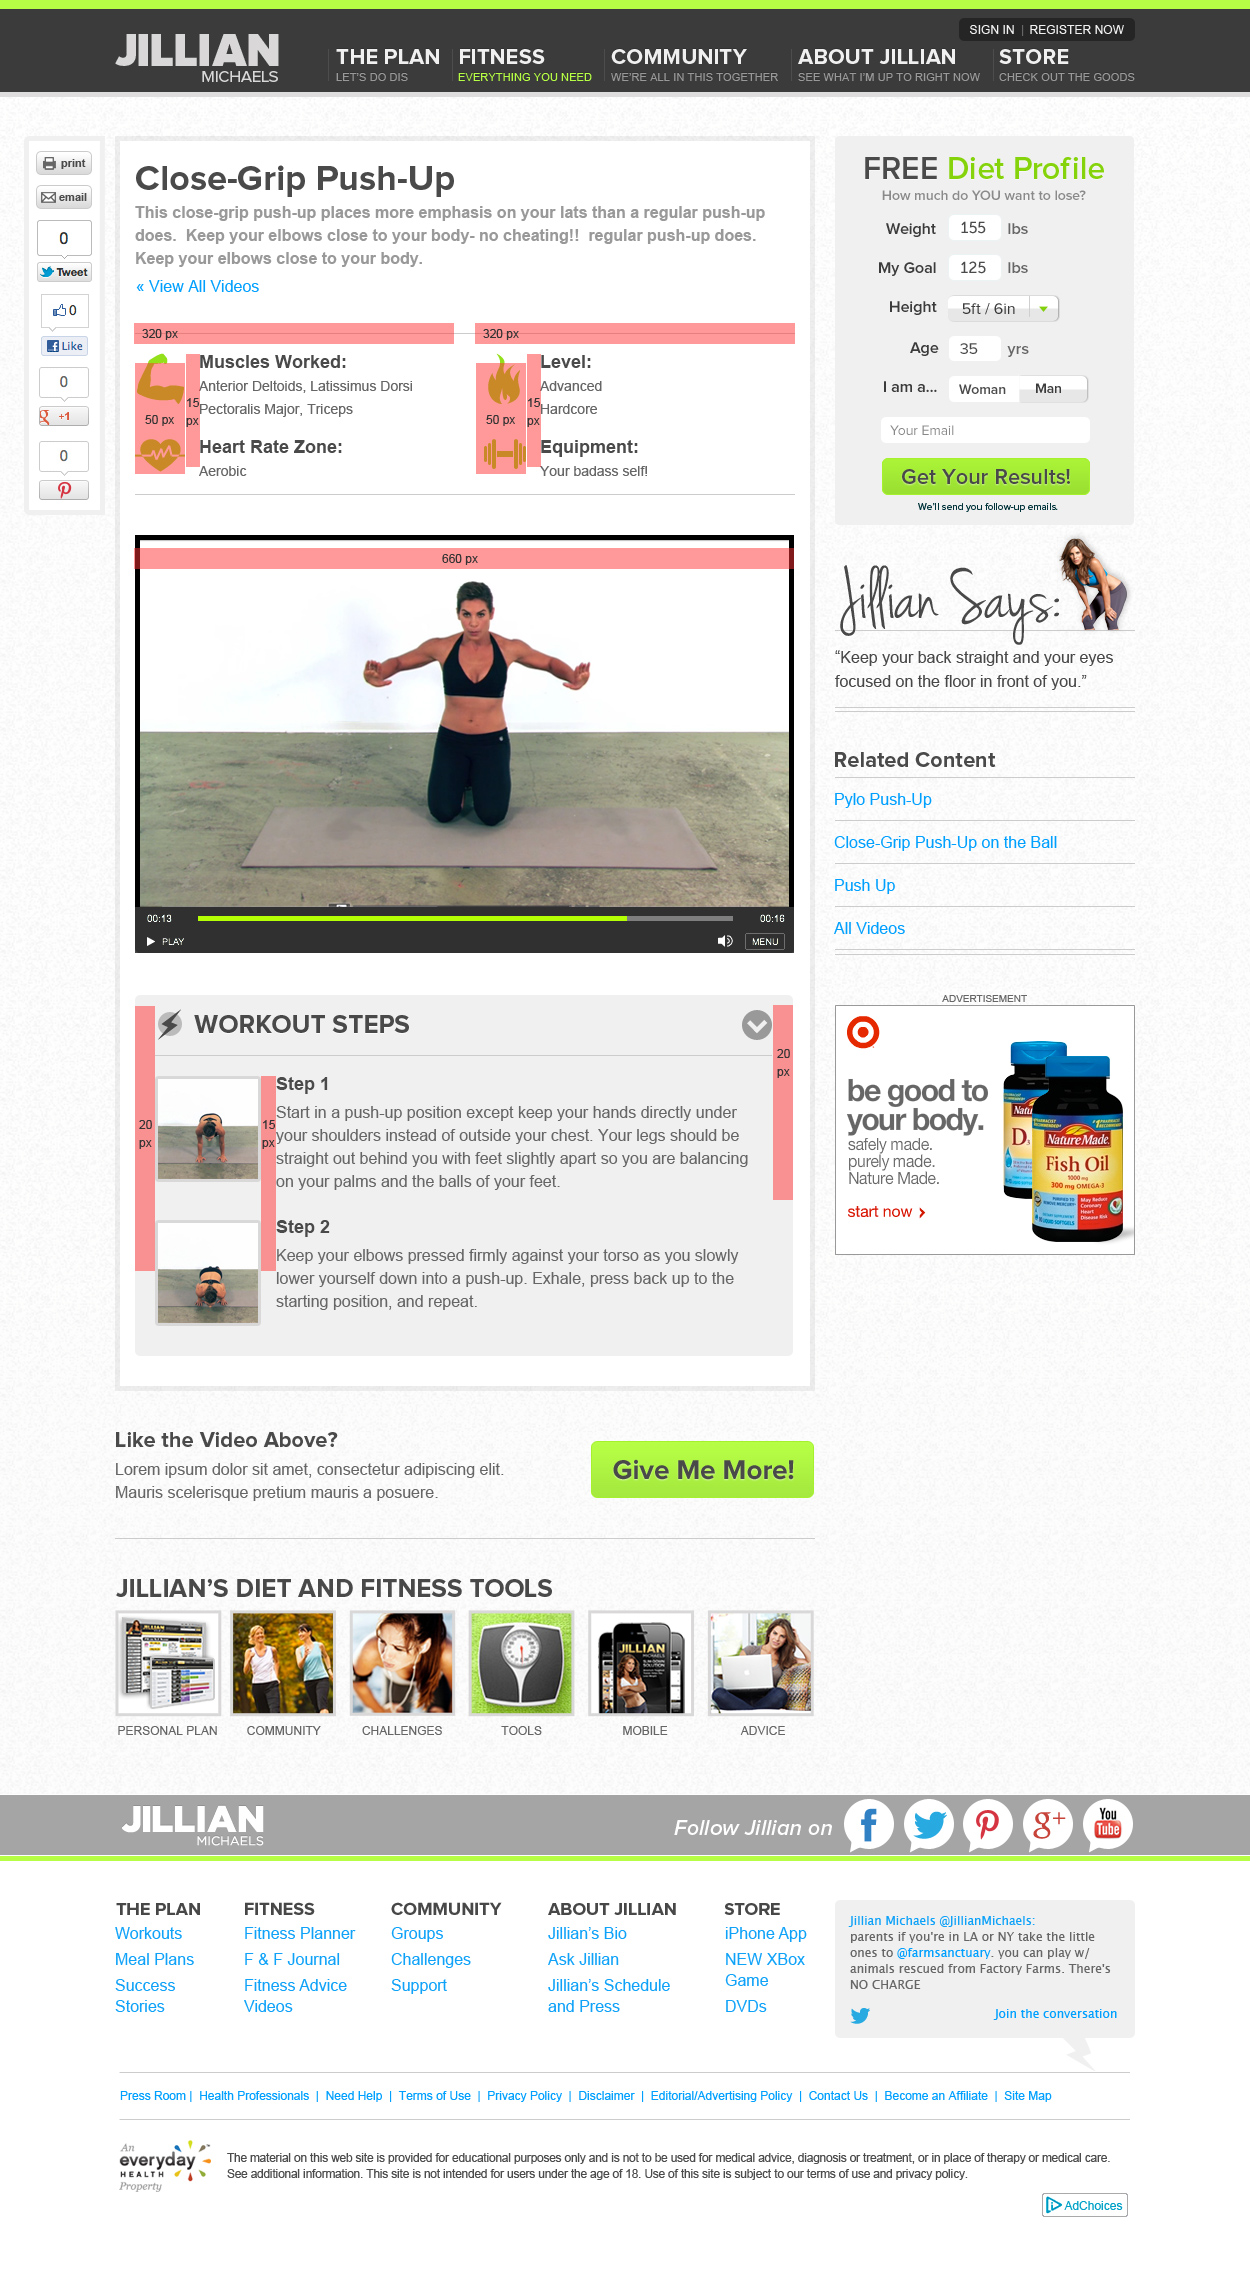 SIGN IN | REGISTER NOW
JILLIAN
MICHAELS
THE PLAN
LET'S DO DIS
FITNESS
EVERYTHING YOU NEED
COMMUNITY
WE'RE ALL IN THIS TOGETHER
ABOUT JILLIAN
SEE WHAT I'M UP TO RIGHT NOW
STORE
CHECK OUT THE GOODS
print
email
0
Tweet
0
Like
0
+1
0
Close-Grip Push-Up
This close-grip push-up places more emphasis on your lats than a regular push-up
does. Keep your elbows close to your body- no cheating!! regular push-up does.
Keep your elbows close to your body.
« View All Videos
320 px
320 px
Muscles Worked:
Anterior Deltoids, Latissimus Dorsi
Pectoralis Major, Triceps
50 px
15
px
Heart Rate Zone:
Aerobic
Level:
Advanced
Hardcore
50 px
15
px
Equipment:
Your badass self!
660 px
00:13
00:16
PLAY
MENU
WORKOUT STEPS
20
px
20
px
15
px
Step 1
Start in a push-up position except keep your hands directly under
your shoulders instead of outside your chest. Your legs should be
straight out behind you with feet slightly apart so you are balancing
on your palms and the balls of your feet.
Step 2
Keep your elbows pressed firmly against your torso as you slowly
lower yourself down into a push-up. Exhale, press back up to the
starting position, and repeat.
FREE Diet Profile
How much do YOU want to lose?
Weight 155 lbs
My Goal 125 lbs
Height 5ft / 6in
Age 35 yrs
I am a... Woman Man
Your Email
Get Your Results!
We'll send you follow-up emails.
Jillian Says:
“Keep your back straight and your eyes
focused on the floor in front of you.”
Related Content
Pylo Push-Up
Close-Grip Push-Up on the Ball
Push Up
All Videos
ADVERTISEMENT
be good to
your body.
safely made.
purely made.
Nature Made.
start now
D3
Nature Made
Fish Oil
1000 mg
300 mg OMEGA-3
May Reduce
Coronary
Heart
Disease Risk
Like the Video Above?
Lorem ipsum dolor sit amet, consectetur adipiscing elit.
Mauris scelerisque pretium mauris a posuere.
Give Me More!
JILLIAN’S DIET AND FITNESS TOOLS
JILLIAN
PERSONAL PLAN
COMMUNITY
CHALLENGES
TOOLS
MOBILE
ADVICE
JILLIAN
MICHAELS
Follow Jillian on
You
Tube
THE PLAN
Workouts
Meal Plans
Success
Stories
FITNESS
Fitness Planner
F & F Journal
Fitness Advice
Videos
COMMUNITY
Groups
Challenges
Support
ABOUT JILLIAN
Jillian’s Bio
Ask Jillian
Jillian’s Schedule
and Press
STORE
iPhone App
NEW XBox
Game
DVDs
Jillian Michaels @JillianMichaels:
parents if you're in LA or NY take the little
ones to @farmsanctuary. you can play w/
animals rescued from Factory Farms. There's
NO CHARGE
Join the conversation
Press Room | Health Professionals | Need Help | Terms of Use | Privacy Policy | Disclaimer | Editorial/Advertising Policy | Contact Us | Become an Affiliate | Site Map
An
everyday
HEALTH
Property
The material on this web site is provided for educational purposes only and is not to be used for medical advice, diagnosis or treatment, or in place of therapy or medical care.
See additional information. This site is not intended for users under the age of 18. Use of this site is subject to our terms of use and privacy policy.
AdChoices